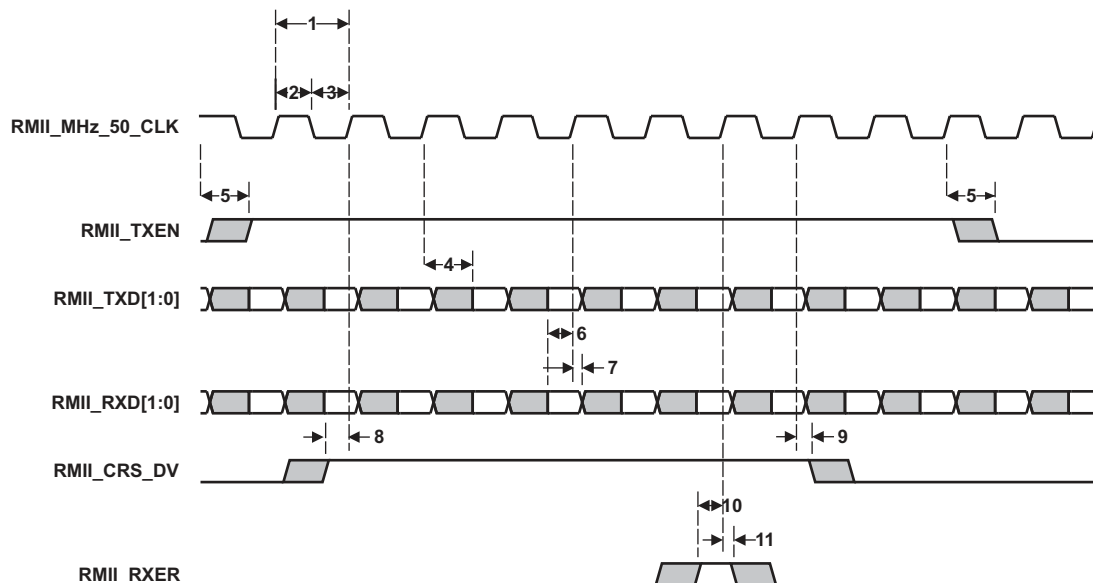 1
2 3
RMII_MHz_50_CLK
5 5
RMII_TXEN
4
RMII_TXD[1:0]
6
7
RMII_RXD[1:0]
8 9
RMII_CRS_DV
10
11
RMII_RXER